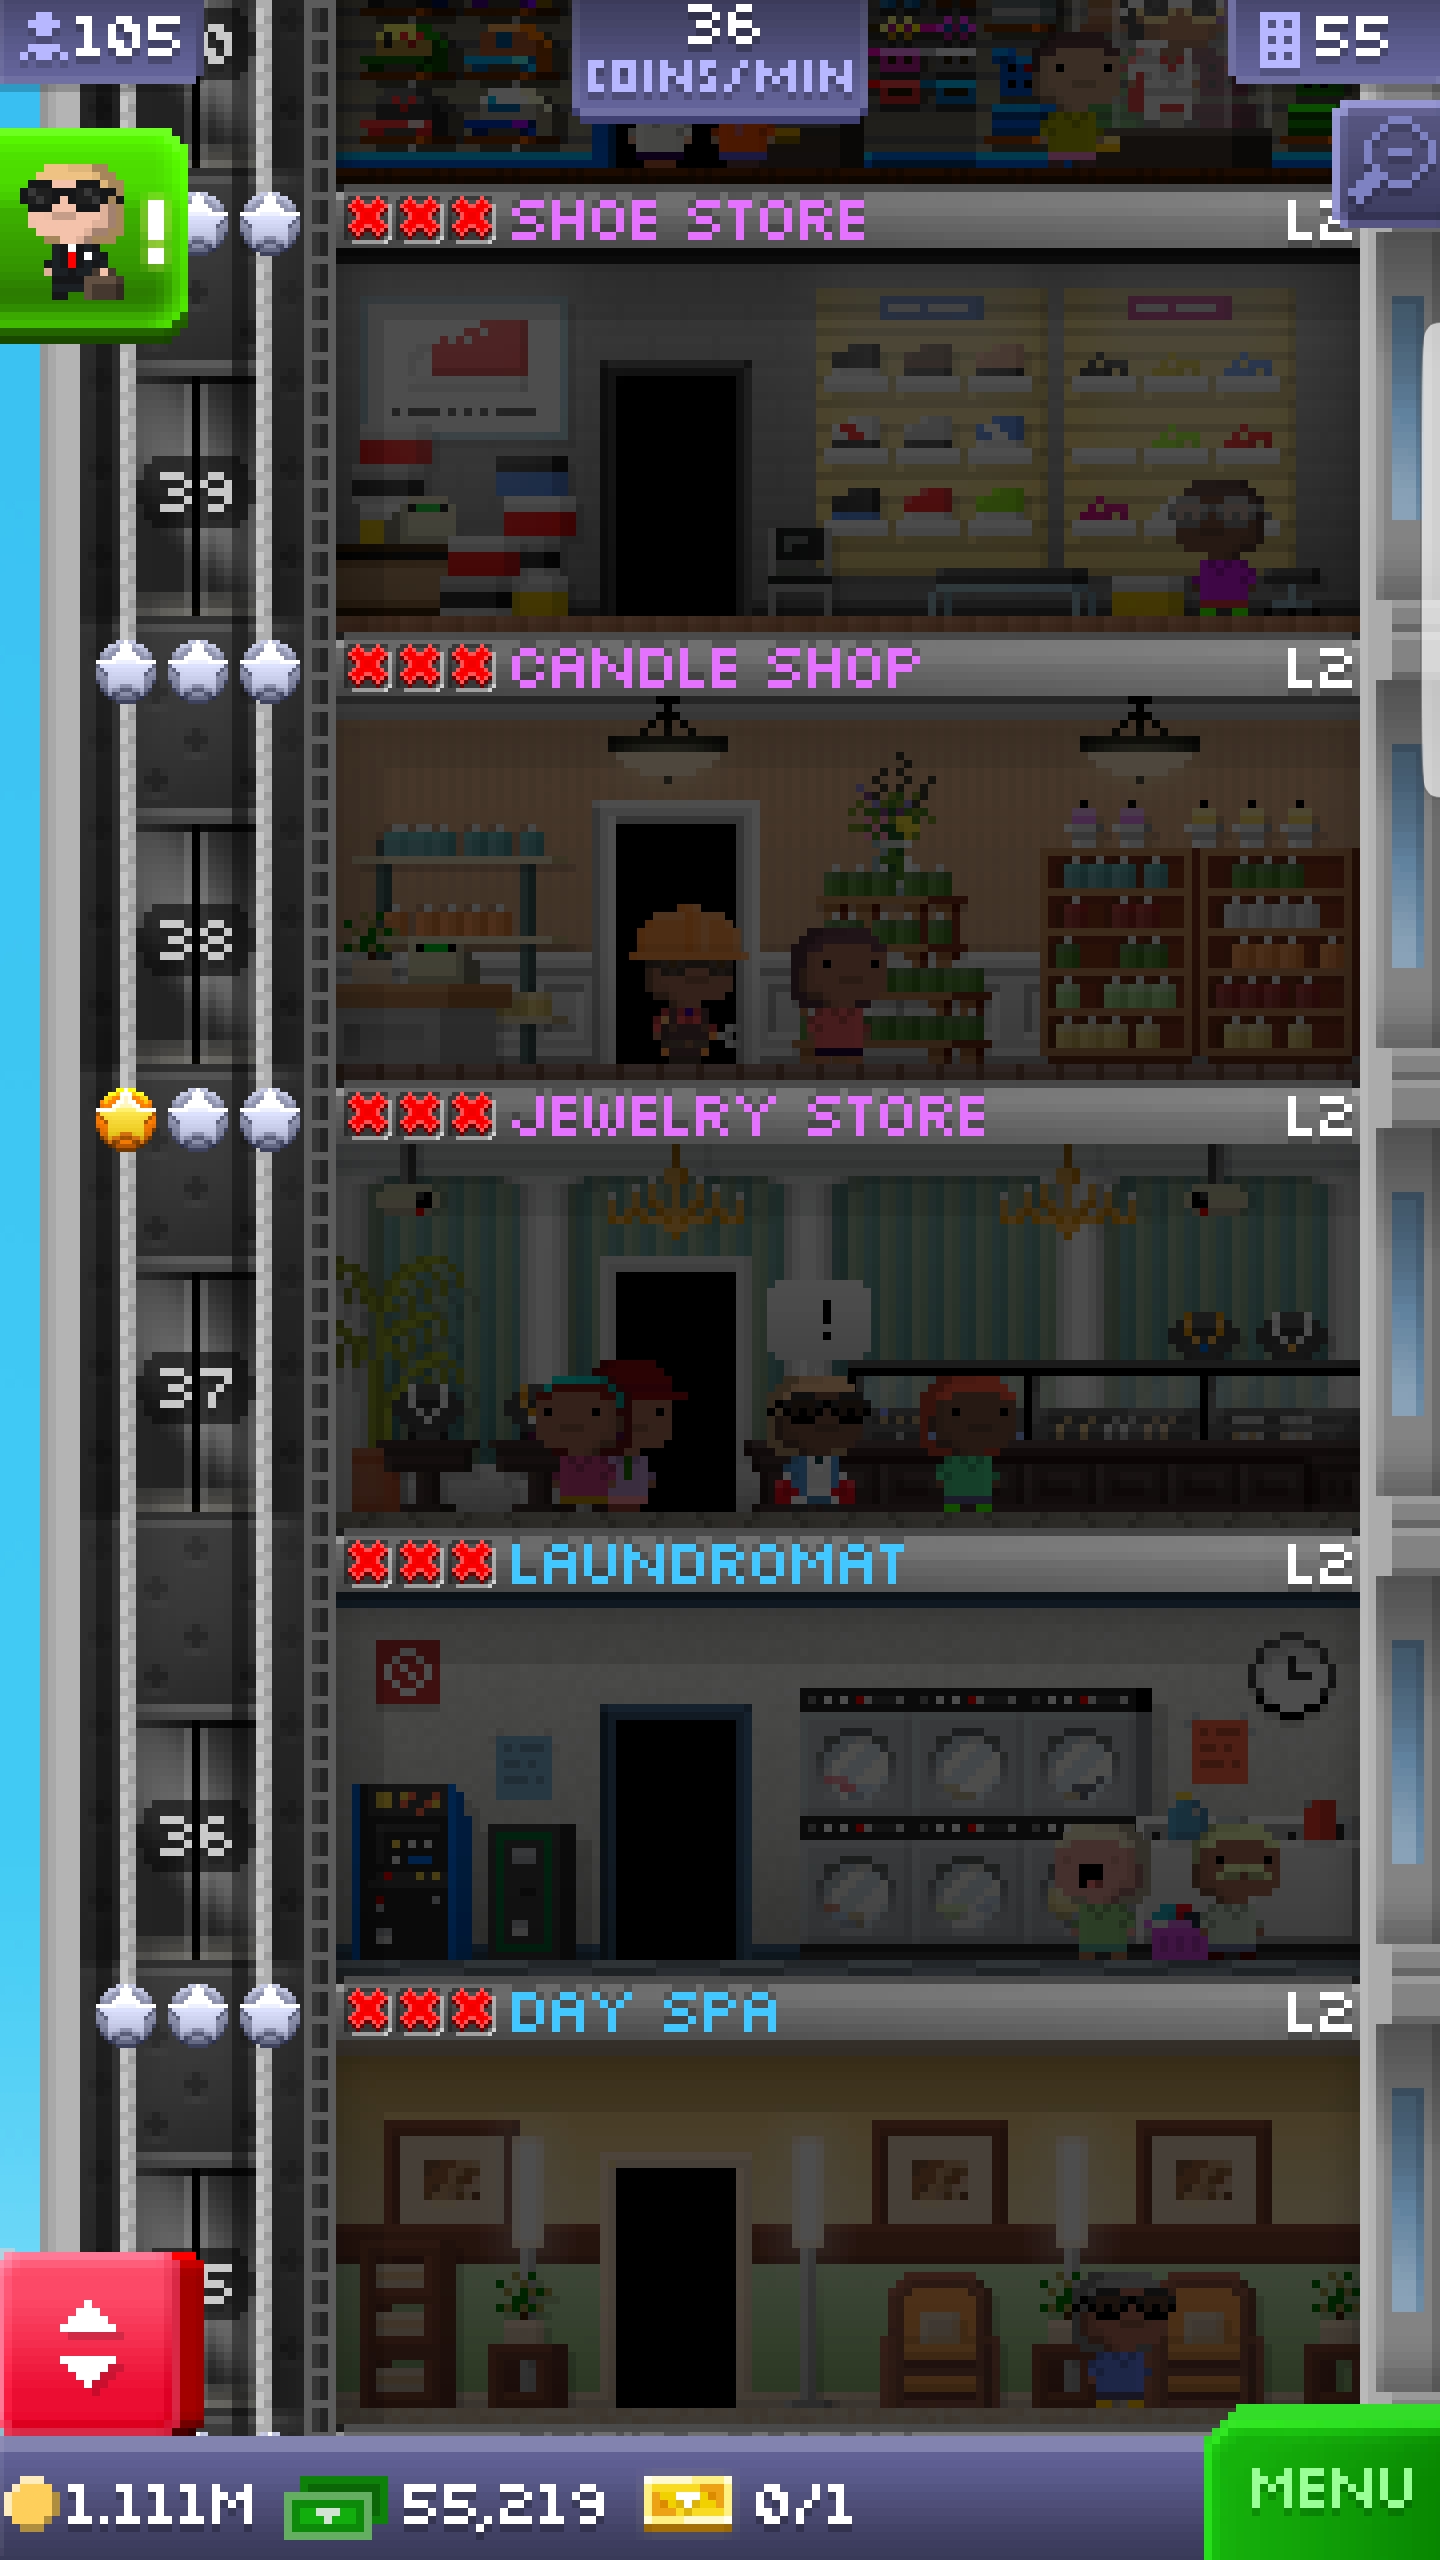 105
0
36
COINS/MIN
55
!
SHOE STORE
L2
39
CANDLE SHOP
L2
38
JEWELRY STORE
L2
!
37
LAUNDROMAT
L2
36
DAY SPA
L2
5
1.111M
55,219
0/1
MENU